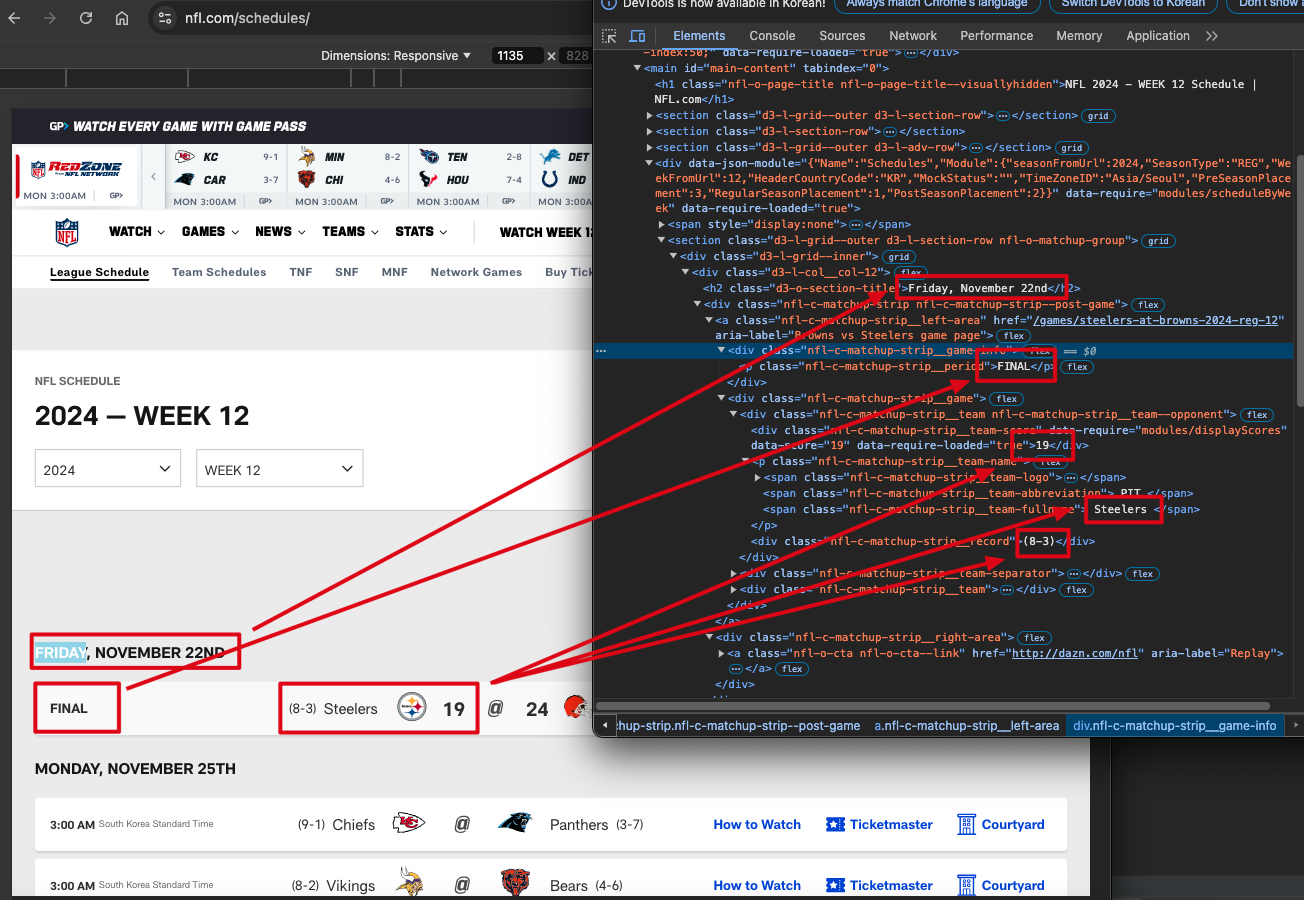 nfl.com/schedules/
Dimensions: Responsive ▼ 1135 × 828
GP> WATCH EVERY GAME WITH GAME PASS
NFL REDZONE
FROM NFL NETWORK
MON 3:00AM GP>
KC 9-1
CAR 3-7
MON 3:00AM GP>
MIN 8-2
CHI 4-6
MON 3:00AM GP>
TEN 2-8
HOU 7-4
MON 3:00AM GP>
DET
IND
MON 3:00A
NFL WATCH GAMES NEWS TEAMS STATS WATCH WEEK 12
League Schedule Team Schedules TNF SNF MNF Network Games Buy Tick
NFL SCHEDULE
2024 — WEEK 12
2024 WEEK 12
FRIDAY, NOVEMBER 22ND
FINAL (8-3) Steelers 19 @ 24
MONDAY, NOVEMBER 25TH
3:00 AM South Korea Standard Time (9-1) Chiefs @ Panthers (3-7) How to Watch Ticketmaster Courtyard
3:00 AM South Korea Standard Time (8-2) Vikings @ Bears (4-6) How to Watch Ticketmaster Courtyard
DevTools is now available in Korean! Always match Chrome's language Switch DevTools to Korean Don't show a
Elements Console Sources Network Performance Memory Application >>
-index:50;" data-require-loaded="true">⋯</div>
▼<main id="main-content" tabindex="0">
<h1 class="nfl-o-page-title nfl-o-page-title--visuallyhidden">NFL 2024 - WEEK 12 Schedule |
NFL.com</h1>
▶<section class="d3-l-grid--outer d3-l-section-row">⋯</section> grid
▶<section class="d3-l-section-row">⋯</section>
▶<section class="d3-l-grid--outer d3-l-adv-row">⋯</section> grid
▼<div data-json-module="{"Name":"Schedules","Module":{"seasonFromUrl":2024,"SeasonType":"REG","We
ekFromUrl":12,"HeaderCountryCode":"KR","MockStatus":"","TimeZoneID":"Asia/Seoul","PreSeasonPlace
ment":3,"RegularSeasonPlacement":1,"PostSeasonPlacement":2}}" data-require="modules/scheduleByWe
ek" data-require-loaded="true">
▶<span style="display:none">⋯</span>
▼<section class="d3-l-grid--outer d3-l-section-row nfl-o-matchup-group"> grid
▼<div class="d3-l-grid--inner"> grid
▼<div class="d3-l-col__col-12"> flex
<h2 class="d3-o-section-title">Friday, November 22nd</h2>
▼<div class="nfl-c-matchup-strip nfl-c-matchup-strip--post-game"> flex
▼<a class="nfl-c-matchup-strip__left-area" href="/games/steelers-at-browns-2024-reg-12"
aria-label="Browns vs Steelers game page"> flex
⋯ ▼<div class="nfl-c-matchup-strip__game-info"> flex == $0
<p class="nfl-c-matchup-strip__period">FINAL</p> flex
</div>
▼<div class="nfl-c-matchup-strip__game"> flex
▼<div class="nfl-c-matchup-strip__team nfl-c-matchup-strip__team--opponent"> flex
<div class="nfl-c-matchup-strip__team-score" data-require="modules/displayScores"
data-score="19" data-require-loaded="true">19</div>
▼<p class="nfl-c-matchup-strip__team-name"> flex
▶<span class="nfl-c-matchup-strip__team-logo">⋯</span>
<span class="nfl-c-matchup-strip__team-abbreviation"> PIT </span>
<span class="nfl-c-matchup-strip__team-fullname"> Steelers </span>
</p>
<div class="nfl-c-matchup-strip__record">(8-3)</div>
</div>
▶<div class="nfl-c-matchup-strip__team-separator">⋯</div> flex
▶<div class="nfl-c-matchup-strip__team">⋯</div> flex
</div>
</a>
▼<div class="nfl-c-matchup-strip__right-area"> flex
▶<a class="nfl-o-cta nfl-o-cta--link" href="http://dazn.com/nfl" aria-label="Replay">
⋯</a> flex
</div>
chup-strip.nfl-c-matchup-strip--post-game a.nfl-c-matchup-strip__left-area div.nfl-c-matchup-strip__game-info